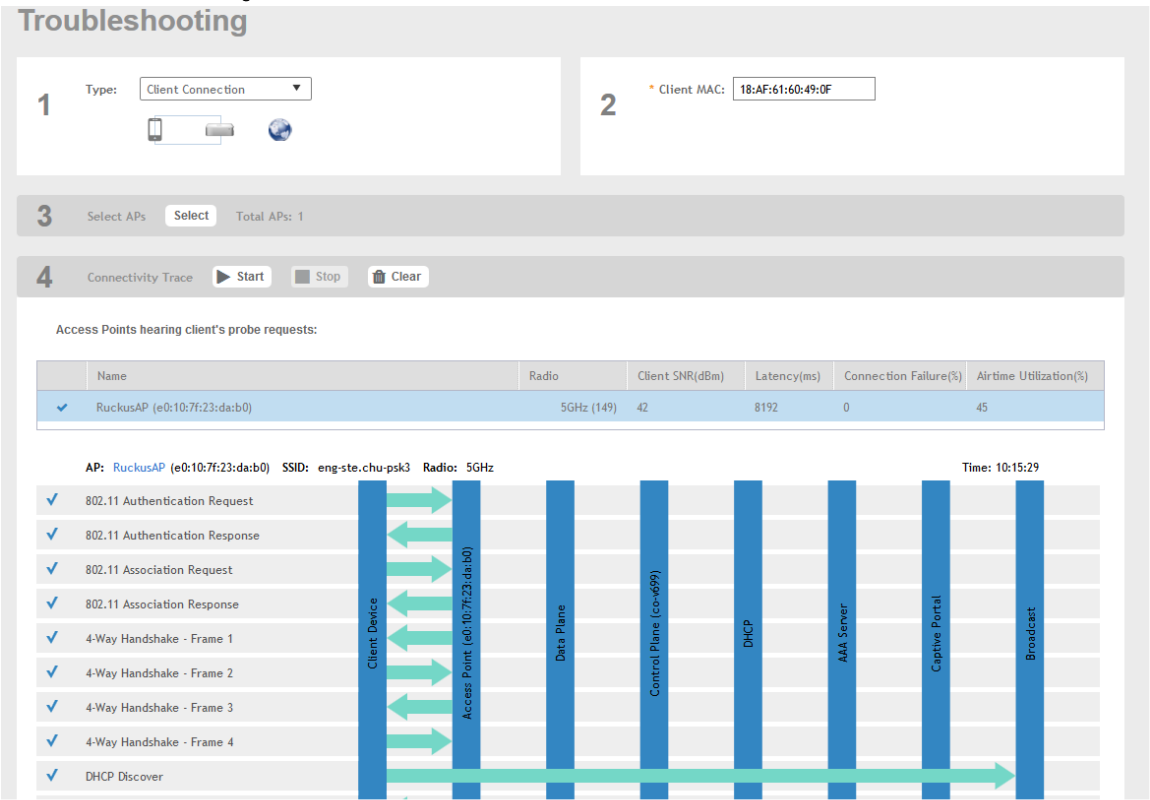 Troubleshooting
1
Type:
Client Connection
2
* Client MAC:
18:AF:61:60:49:0F
3
Select APs
Select
Total APs: 1
4
Connectivity Trace
Start
Stop
Clear
Access Points hearing client's probe requests:
Name Radio Client SNR(dBm) Latency(ms) Connection Failure(%) Airtime Utilization(%)
RuckusAP (e0:10:7f:23:da:b0) 5GHz (149) 42 8192 0 45
AP: RuckusAP (e0:10:7f:23:da:b0) SSID: eng-ste.chu-psk3 Radio: 5GHz
Time: 10:15:29
802.11 Authentication Request
802.11 Authentication Response
802.11 Association Request
802.11 Association Response
4-Way Handshake - Frame 1
4-Way Handshake - Frame 2
4-Way Handshake - Frame 3
4-Way Handshake - Frame 4
DHCP Discover
Client Device
Access Point (e0:10:7f:23:da:b0)
Data Plane
Control Plane (co-v699)
DHCP
AAA Server
Captive Portal
Broadcast